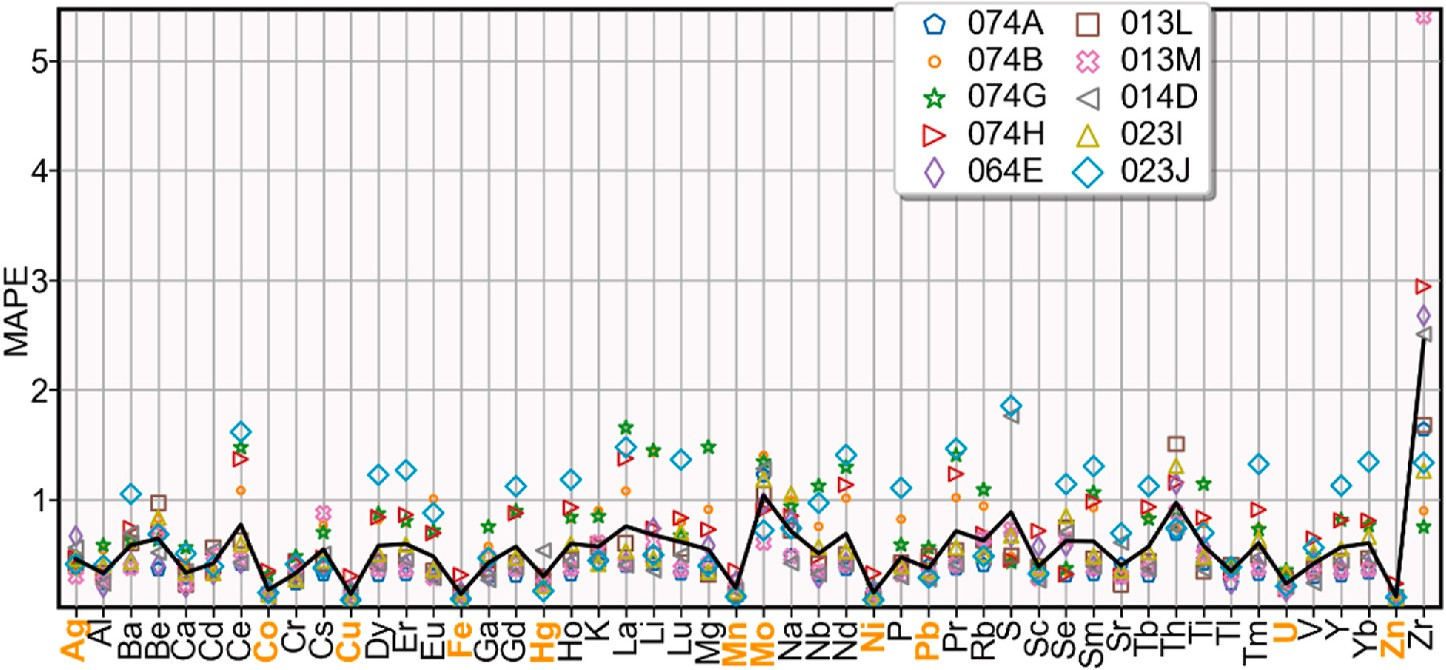 MAPE
5
4
3
2
1
074A 013L
074B 013M
074G 014D
074H 023I
064E 023J
Ag Al Ba Be Ca Cd Ce Co Cr Cs Cu Dy Er Eu Fe Ga Gd Hg Ho K La Li Lu Mg Mn Mo Na Nb Nd Ni P Pb Pr Rb S Sc Se Sm Sr Tb Th Ti Tl Tm U V Y Yb Zn Zr